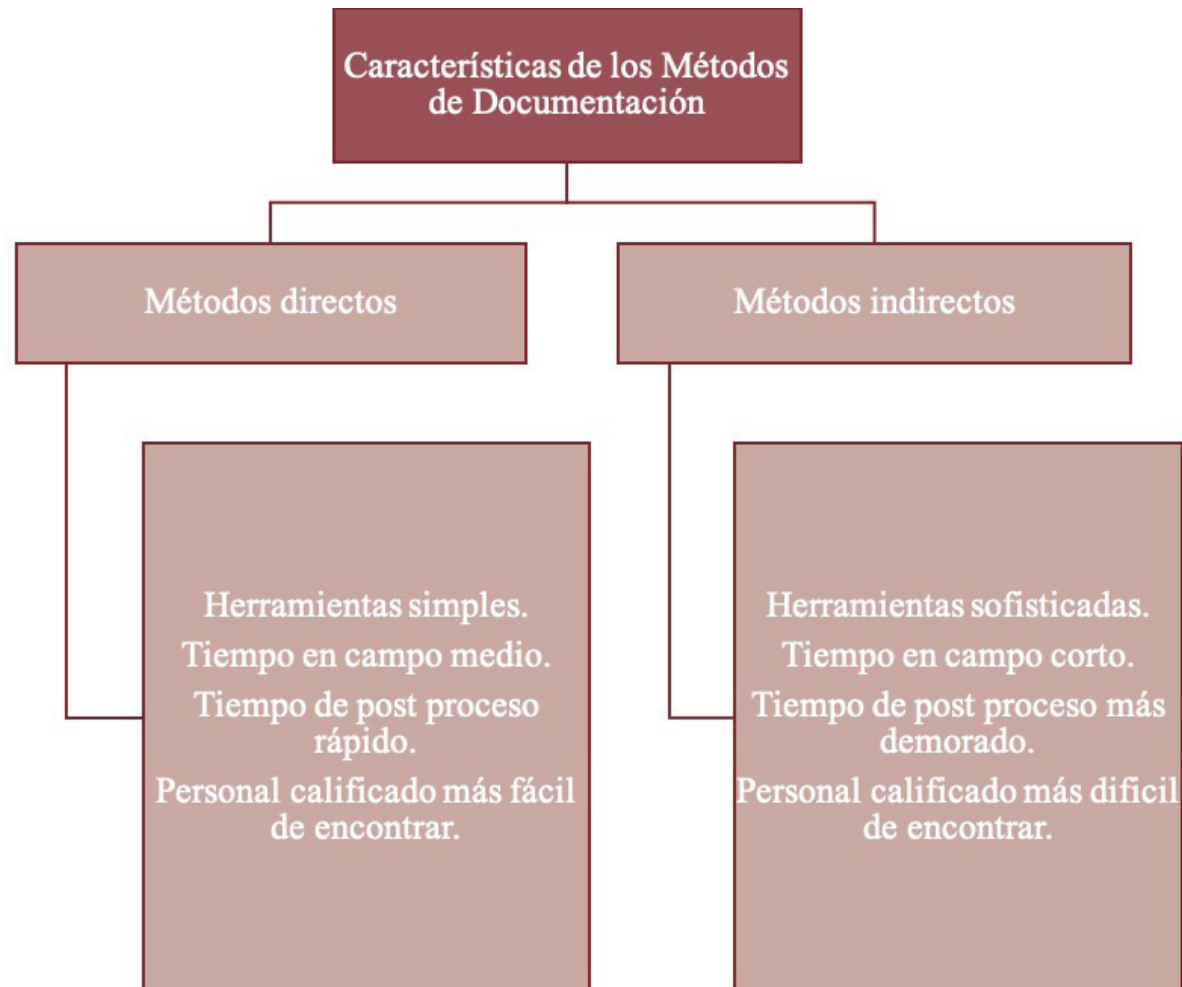 Características de los Métodos
de Documentación
Métodos directos
Métodos indirectos
Herramientas simples.
Tiempo en campo medio.
Tiempo de post proceso
rápido.
Personal calificado más fácil
de encontrar.
Herramientas sofisticadas.
Tiempo en campo corto.
Tiempo de post proceso más
demorado.
Personal calificado más dificil
de encontrar.